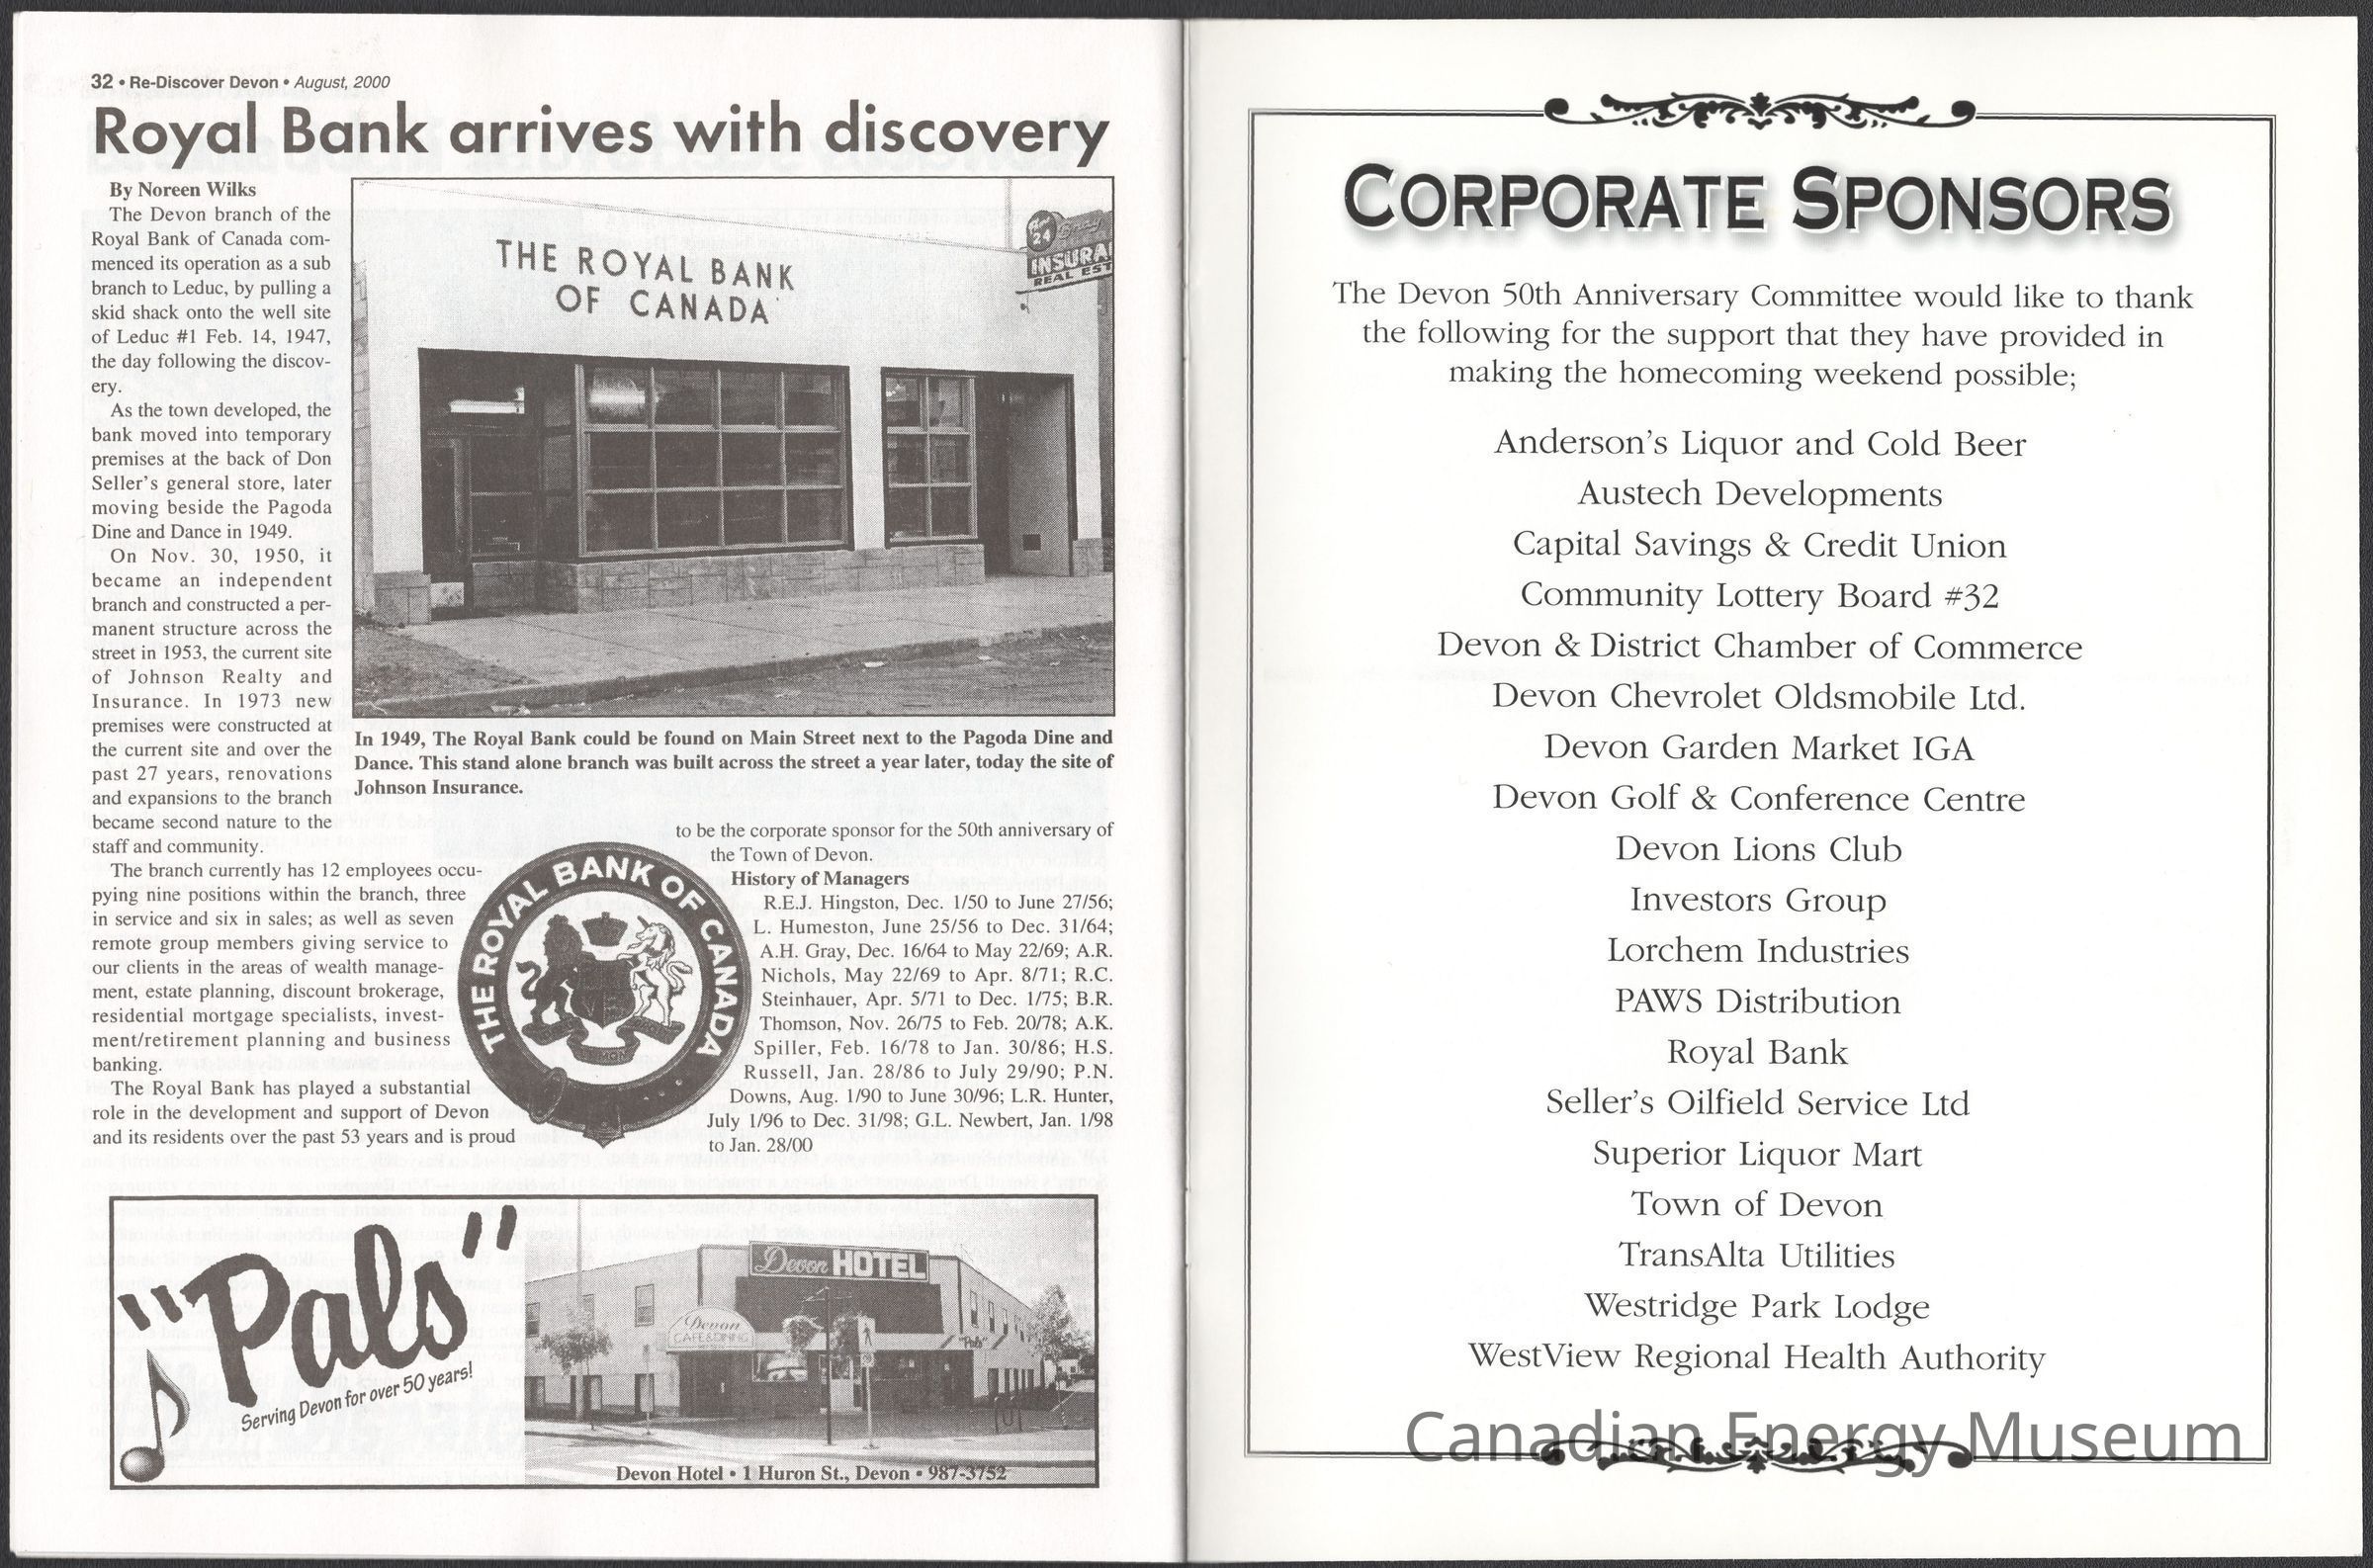 32 • Re-Discover Devon • August, 2000
Royal Bank arrives with discovery
By Noreen Wilks
The Devon branch of the
Royal Bank of Canada com-
menced its operation as a sub
branch to Leduc, by pulling a
skid shack onto the well site
of Leduc #1 Feb. 14, 1947,
the day following the discov-
ery.
As the town developed, the
bank moved into temporary
premises at the back of Don
Seller's general store, later
moving beside the Pagoda
Dine and Dance in 1949.
On Nov. 30, 1950, it
became an independent
branch and constructed a per-
manent structure across the
street in 1953, the current site
of Johnson Realty and
Insurance. In 1973 new
premises were constructed at
the current site and over the
past 27 years, renovations
and expansions to the branch
became second nature to the
staff and community.
The branch currently has 12 employees occu-
pying nine positions within the branch, three
in service and six in sales; as well as seven
remote group members giving service to
our clients in the areas of wealth manage-
ment, estate planning, discount brokerage,
residential mortgage specialists, invest-
ment/retirement planning and business
banking.
The Royal Bank has played a substantial
role in the development and support of Devon
and its residents over the past 53 years and is proud
THE ROYAL BANK
OF CANADA
24
INSURA
REAL EST
In 1949, The Royal Bank could be found on Main Street next to the Pagoda Dine and
Dance. This stand alone branch was built across the street a year later, today the site of
Johnson Insurance.
THE ROYAL BANK OF CANADA
to be the corporate sponsor for the 50th anniversary of
the Town of Devon.
History of Managers
R.E.J. Hingston, Dec. 1/50 to June 27/56;
L. Humeston, June 25/56 to Dec. 31/64;
A.H. Gray, Dec. 16/64 to May 22/69; A.R.
Nichols, May 22/69 to Apr. 8/71; R.C.
Steinhauer, Apr. 5/71 to Dec. 1/75; B.R.
Thomson, Nov. 26/75 to Feb. 20/78; A.K.
Spiller, Feb. 16/78 to Jan. 30/86; H.S.
Russell, Jan. 28/86 to July 29/90; P.N.
Downs, Aug. 1/90 to June 30/96; L.R. Hunter,
July 1/96 to Dec. 31/98; G.L. Newbert, Jan. 1/98
to Jan. 28/00
"Pals"
Serving Devon for over 50 years!
Devon HOTEL
Devon
CAFE & DINING
"Pals"
Devon Hotel • 1 Huron St., Devon • 987-3752
CORPORATE SPONSORS
The Devon 50th Anniversary Committee would like to thank
the following for the support that they have provided in
making the homecoming weekend possible;
Anderson's Liquor and Cold Beer
Austech Developments
Capital Savings & Credit Union
Community Lottery Board #32
Devon & District Chamber of Commerce
Devon Chevrolet Oldsmobile Ltd.
Devon Garden Market IGA
Devon Golf & Conference Centre
Devon Lions Club
Investors Group
Lorchem Industries
PAWS Distribution
Royal Bank
Seller's Oilfield Service Ltd
Superior Liquor Mart
Town of Devon
TransAlta Utilities
Westridge Park Lodge
WestView Regional Health Authority
Canadian Energy Museum